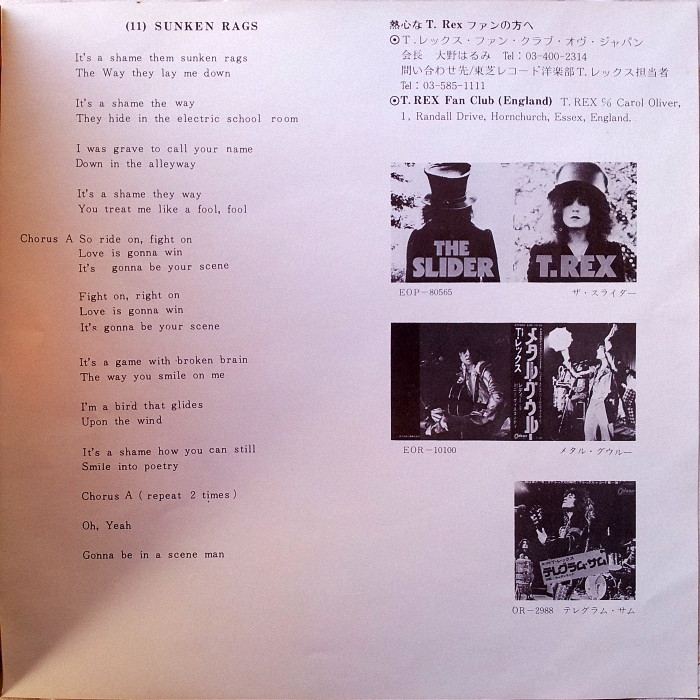 (11) SUNKEN RAGS
It's a shame them sunken rags
The Way they lay me down
It's a shame the way
They hide in the electric school room
I was grave to call your name
Down in the alleyway
It's a shame they way
You treat me like a fool, fool
Chorus A So ride on, fight on
Love is gonna win
It's gonna be your scene
Fight on, right on
Love is gonna win
It's gonna be your scene
It's a game with broken brain
The way you smile on me
I'm a bird that glides
Upon the wind
It's a shame how you can still
Smile into poetry
Chorus A (repeat 2 times)
Oh, Yeah
Gonna be in a scene man
熱心なT. Rexファンの方へ
⦿T.レックス・ファン・クラブ・オヴ・ジャパン
会長 大野はるみ Tel:03-400-2314
問い合わせ先/東芝レコード洋楽部T.レックス担当者
Tel:03-585-1111
⦿T. REX Fan Club (England) T. REX % Carol Oliver,
1, Randall Drive, Hornchurch, Essex, England.
THE
SLIDER
T. REX
EOP-80565 ザ・スライダー
T・レックス
メタル・グウルー
EOR-10100 メタル・グウルー
Odeon
T・レックス
テレグラム・サム
OR-2988 テレグラム・サム